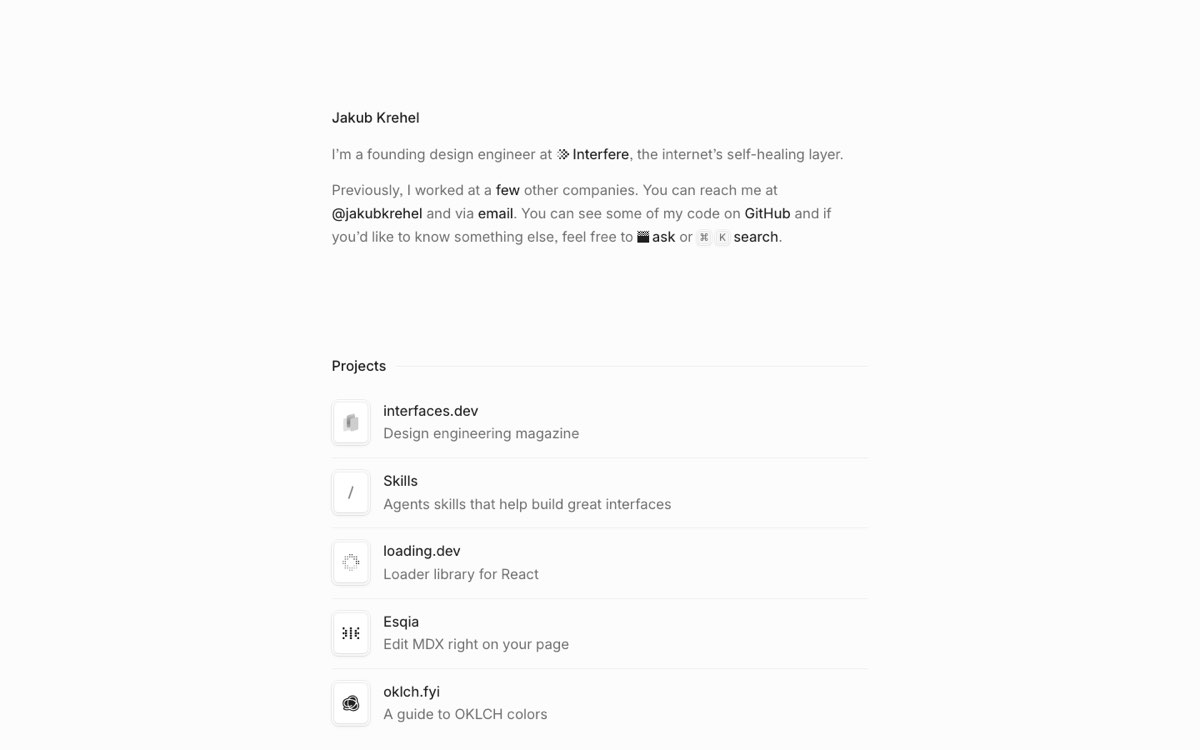 Jakub Krehel
I’m a founding design engineer at Interfere, the internet’s self-healing layer.
Previously, I worked at a few other companies. You can reach me at
@jakubkrehel and via email. You can see some of my code on GitHub and if
you’d like to know something else, feel free to ask or ⌘ K search.
Projects
interfaces.dev
Design engineering magazine
/
Skills
Agents skills that help build great interfaces
loading.dev
Loader library for React
Esqia
Edit MDX right on your page
oklch.fyi
A guide to OKLCH colors